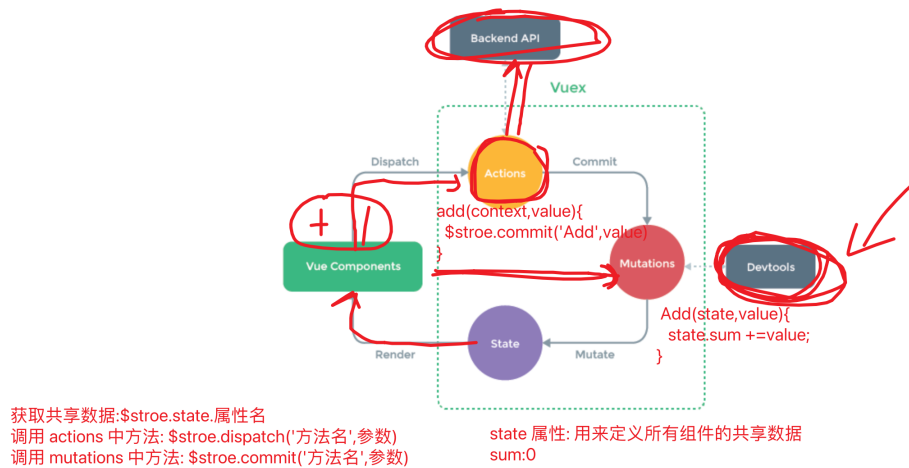 Backend API
Vuex
Dispatch
Actions
Commit
add(context,value){
$stroe.commit('Add',value)
}
+
Vue Components
Mutations
Devtools
Add(state,value){
state.sum +=value;
}
State
Render
Mutate
获取共享数据:$stroe.state.属性名
调用 actions 中方法: $stroe.dispatch('方法名',参数)
调用 mutations 中方法: $stroe.commit('方法名',参数)
state 属性: 用来定义所有组件的共享数据
sum:0